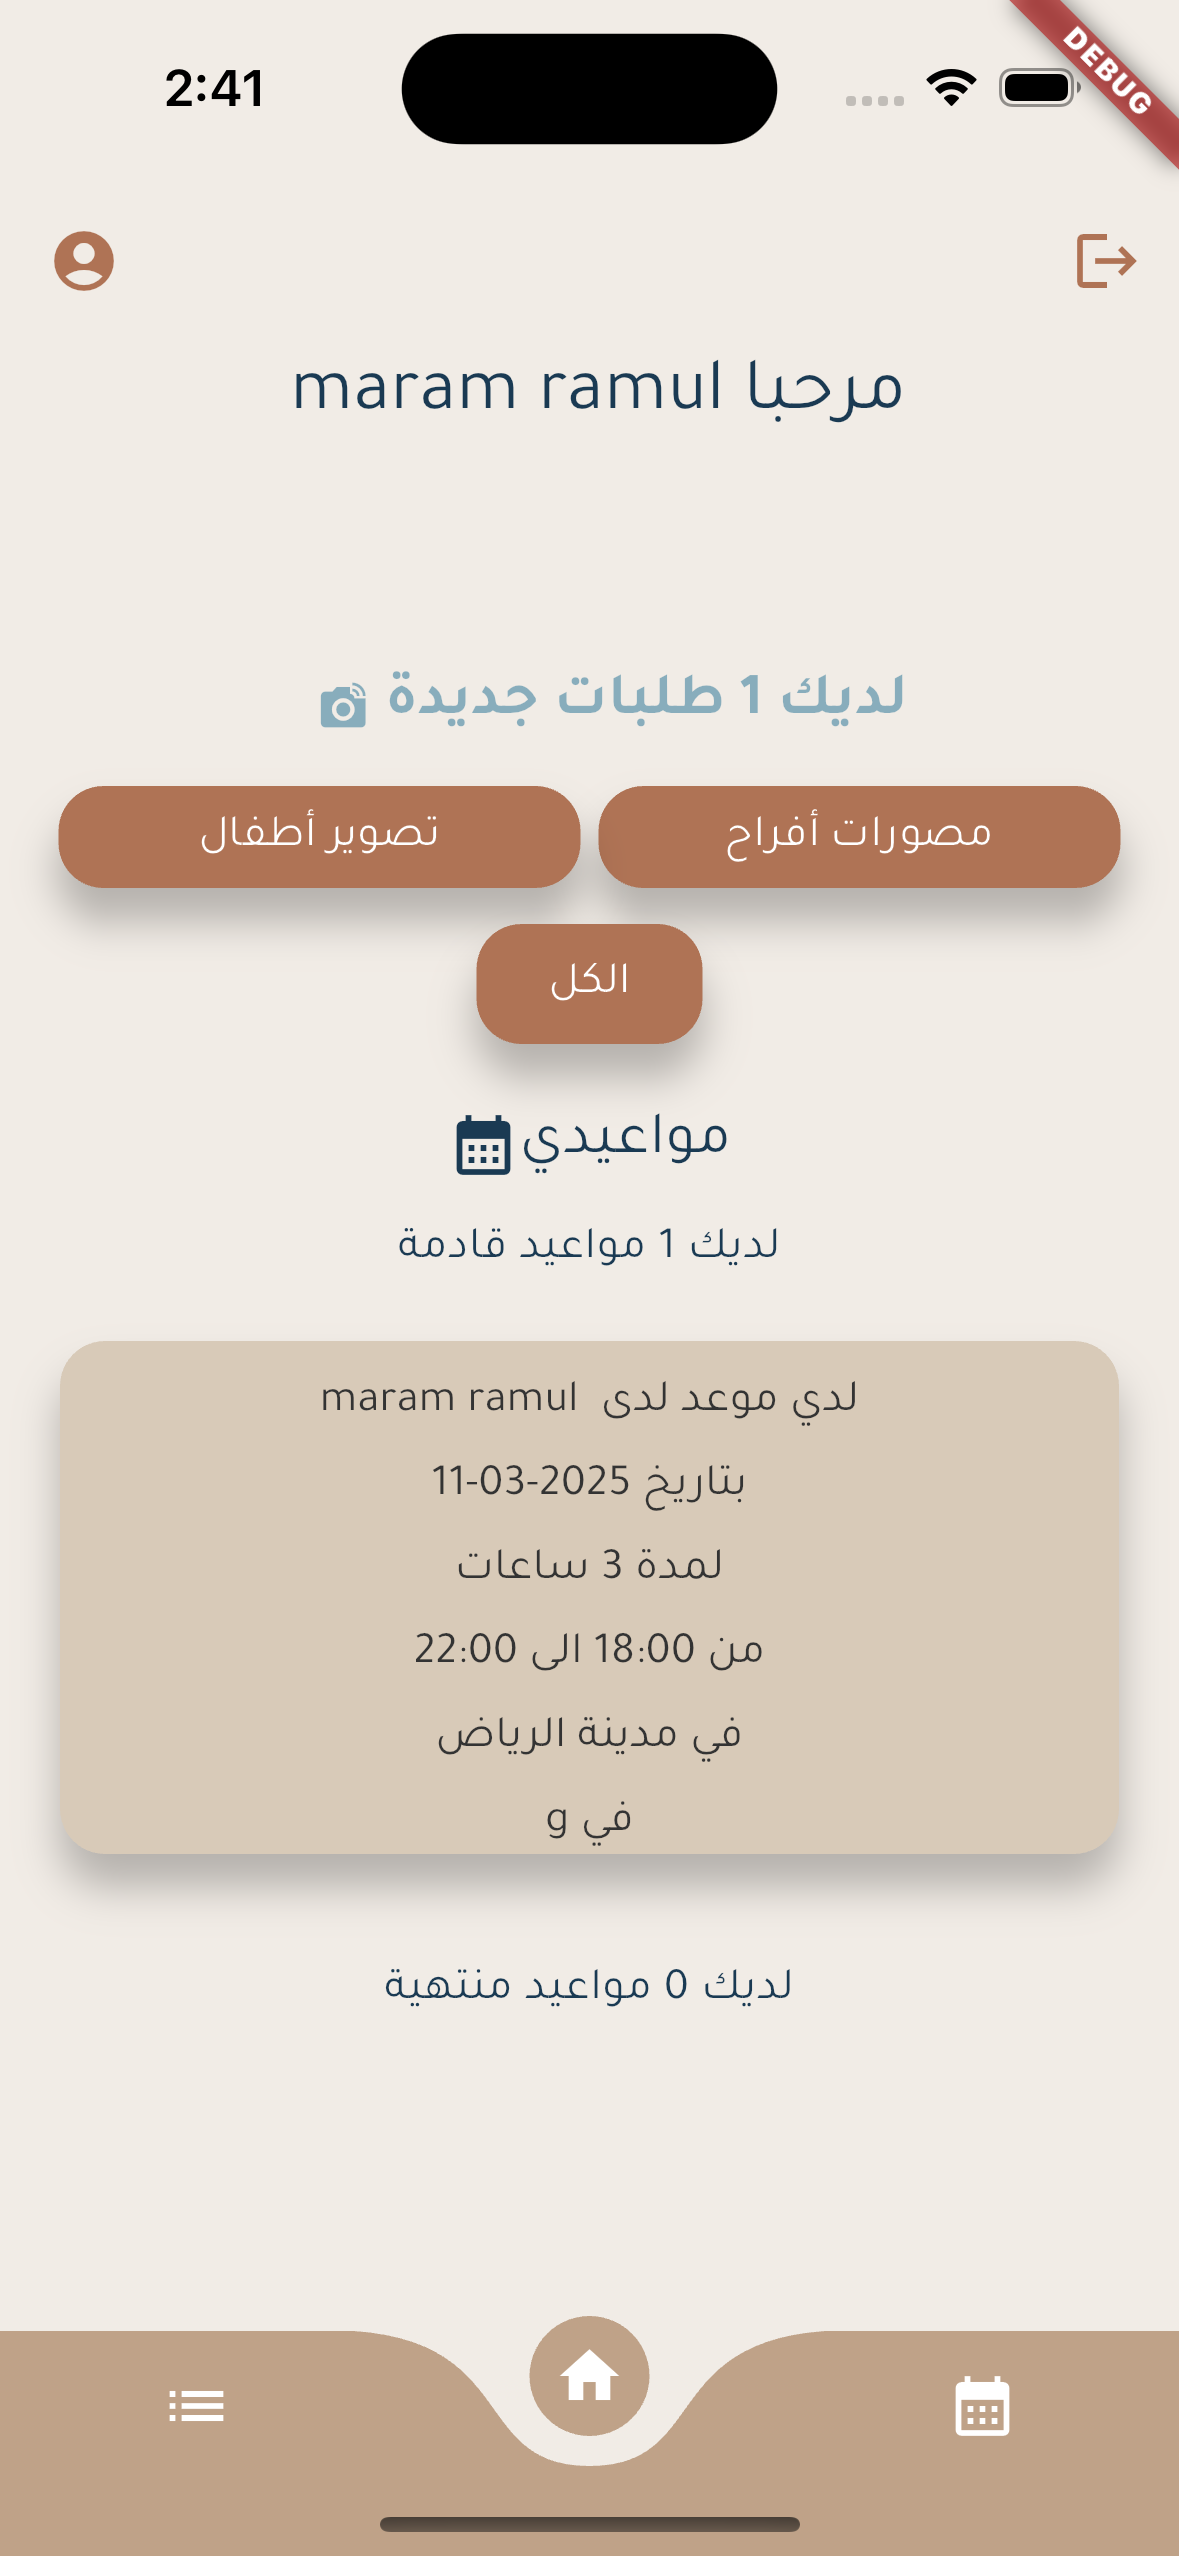 2:41
DEBUG
مرحبا maram ramul
لديك 1 طلبات جديدة
مصورات أفراح
تصوير أطفال
الكل
مواعيدي
لديك 1 مواعيد قادمة
لدي موعد لدى maram ramul
بتاريخ 2025-03-11
لمدة 3 ساعات
من 18:00 الى 22:00
في مدينة الرياض
في g
لديك 0 مواعيد منتهية